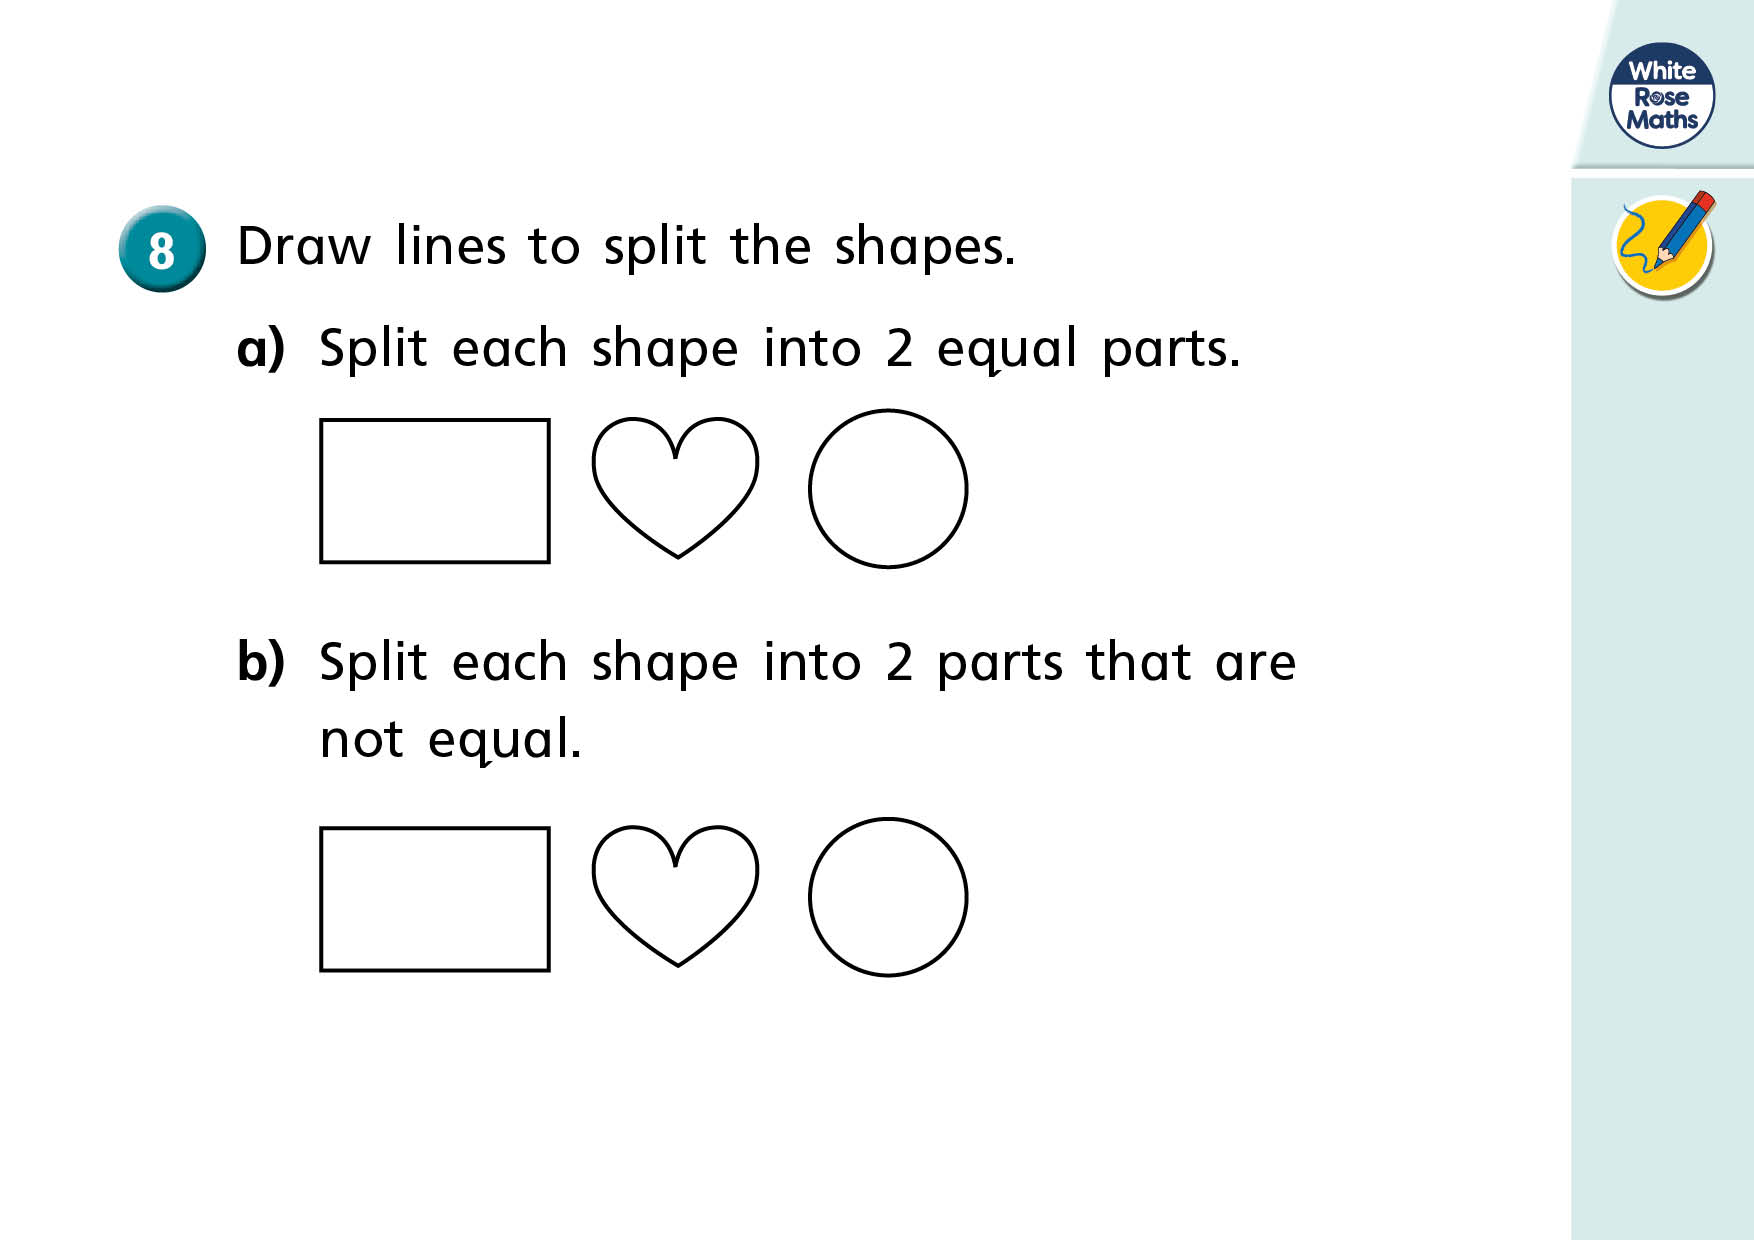 White
Rose
Maths
8 Draw lines to split the shapes.
a) Split each shape into 2 equal parts.
b) Split each shape into 2 parts that are
not equal.